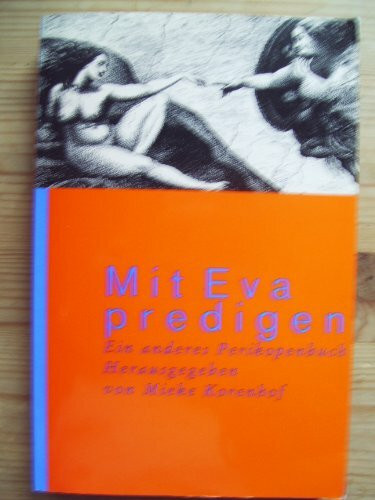 Mit Eva
predigen
Ein anderes Perikopenbuch
Herausgegeben
von Mieke Korenhof